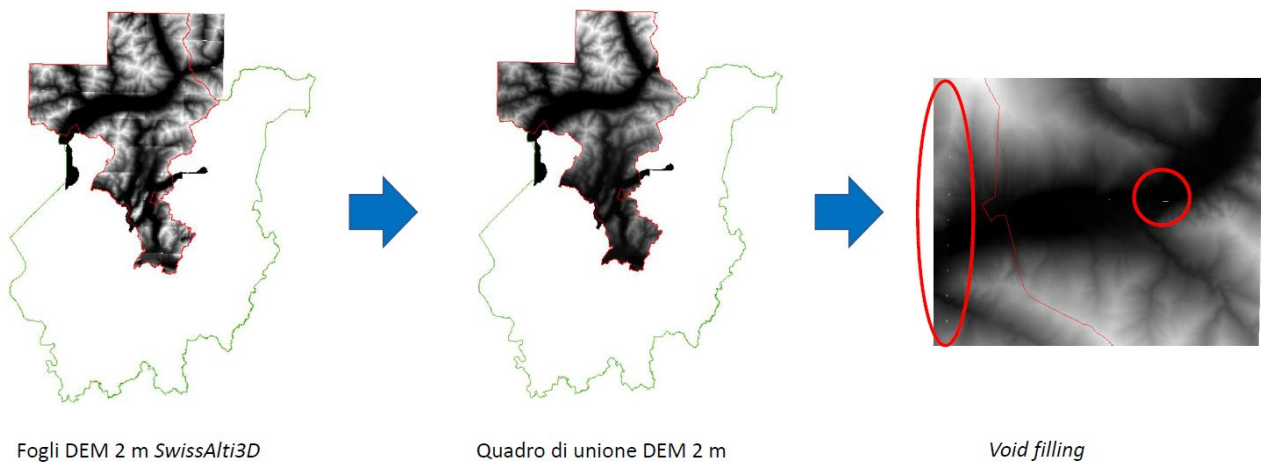 Fogli DEM 2 m SwissAlti3D
Quadro di unione DEM 2 m
Void filling